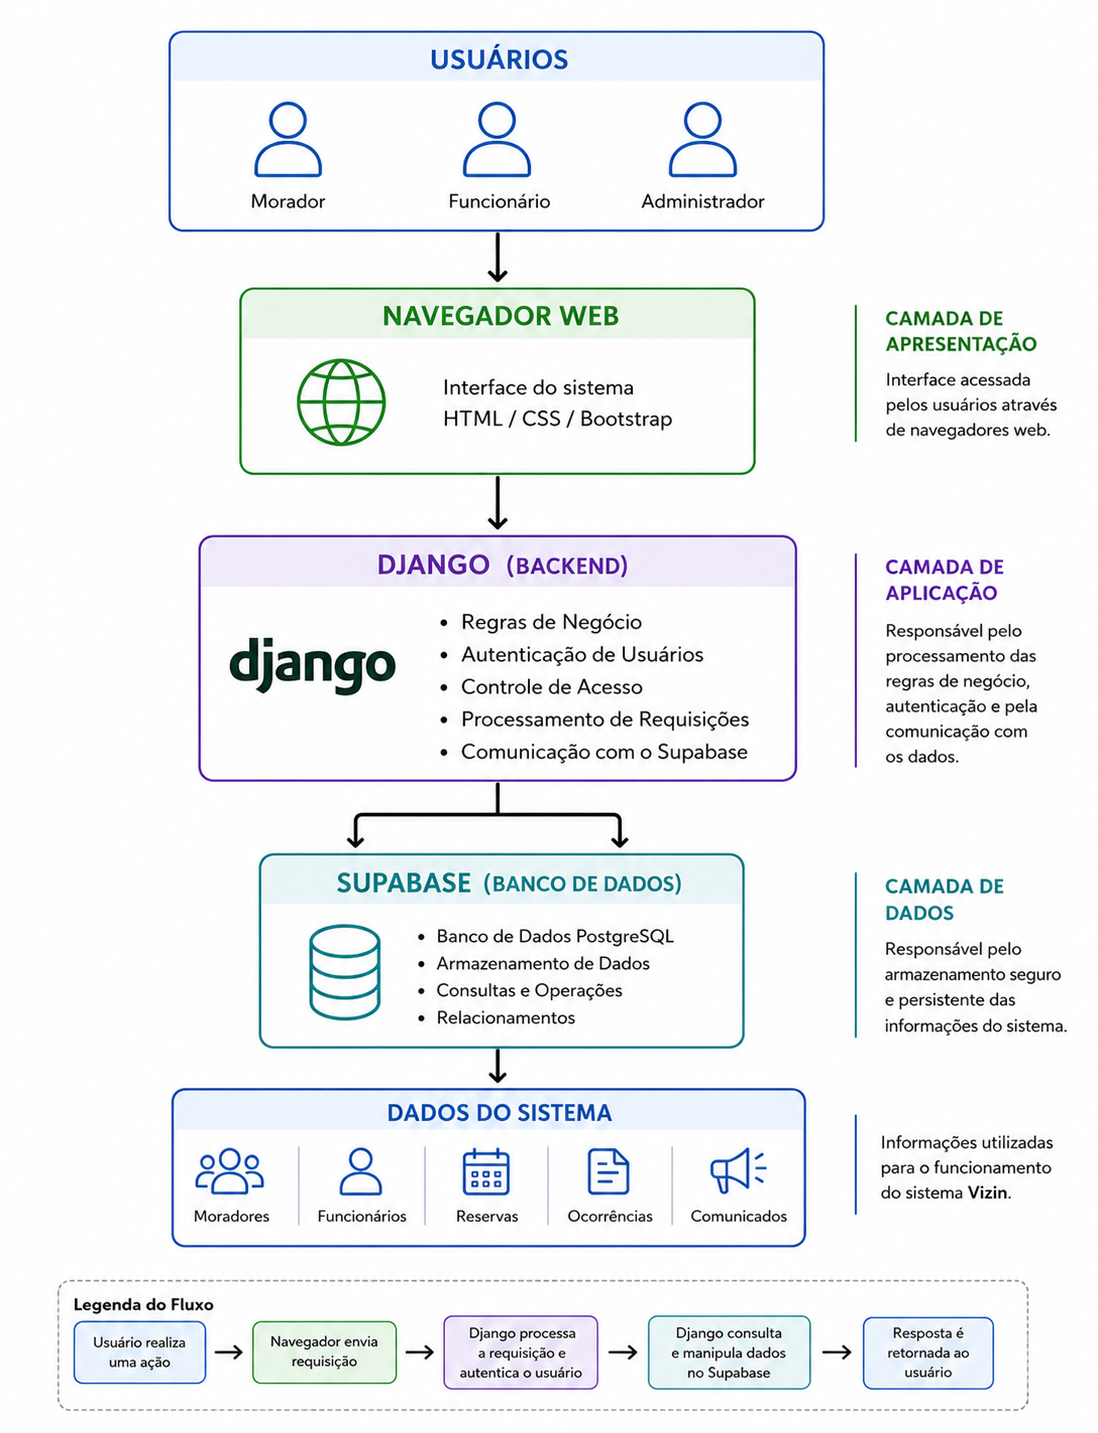 USUÁRIOS
Morador
Funcionário
Administrador
NAVEGADOR WEB
Interface do sistema
HTML / CSS / Bootstrap
CAMADA DE
APRESENTAÇÃO
Interface acessada
pelos usuários através
de navegadores web.
DJANGO (BACKEND)
django
• Regras de Negócio
• Autenticação de Usuários
• Controle de Acesso
• Processamento de Requisições
• Comunicação com o Supabase
CAMADA DE
APLICAÇÃO
Responsável pelo
processamento das
regras de negócio,
autenticação e pela
comunicação com
os dados.
SUPABASE (BANCO DE DADOS)
• Banco de Dados PostgreSQL
• Armazenamento de Dados
• Consultas e Operações
• Relacionamentos
CAMADA DE
DADOS
Responsável pelo
armazenamento seguro
e persistente das
informações do sistema.
DADOS DO SISTEMA
Moradores
Funcionários
Reservas
Ocorrências
Comunicados
Informações utilizadas
para o funcionamento
do sistema Vizin.
Legenda do Fluxo
Usuário realiza
uma ação
Navegador envia
requisição
Django processa
a requisição e
autentica o usuário
Django consulta
e manipula dados
no Supabase
Resposta é
retornada ao
usuário